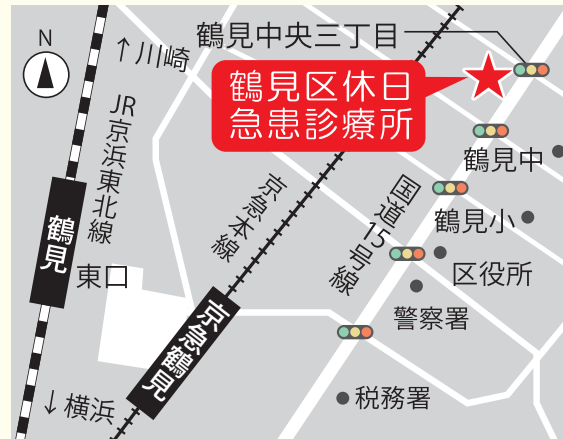 N
↑川崎
鶴見中央三丁目
鶴見区休日
急患診療所
JR京浜東北線
鶴見
東口
京急本線
国道15号線
鶴見中
鶴見小
区役所
警察署
京急鶴見
税務署
↓横浜